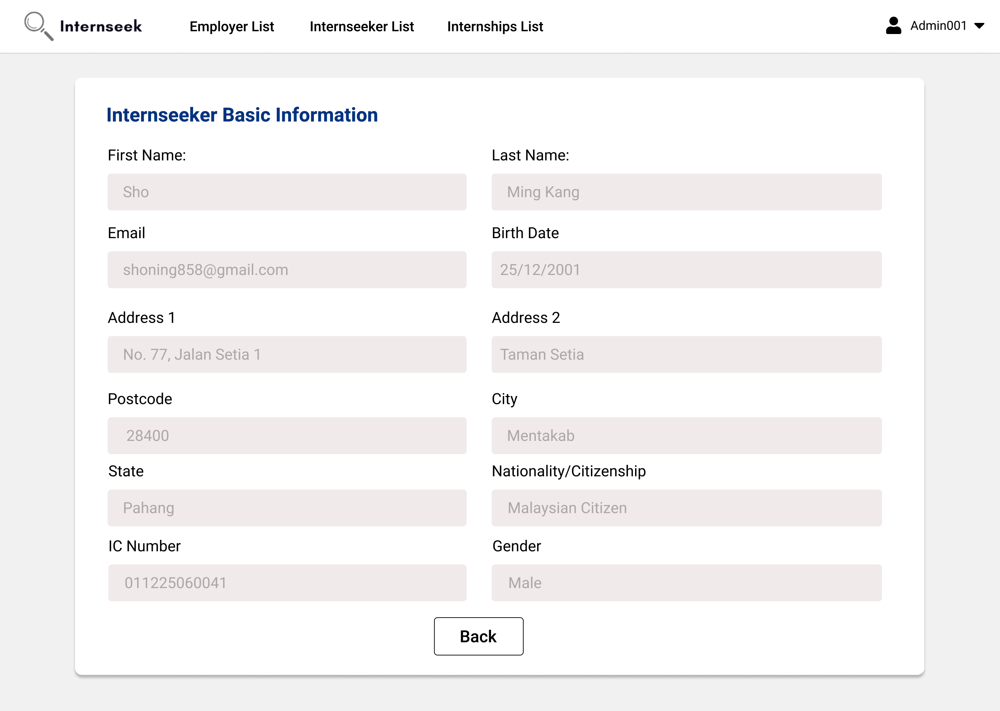 Internseek Employer List Internseeker List Internships List Admin001
Internseeker Basic Information
First Name: Last Name:
Sho Ming Kang
Email Birth Date
shoning858@gmail.com 25/12/2001
Address 1 Address 2
No. 77, Jalan Setia 1 Taman Setia
Postcode City
28400 Mentakab
State Nationality/Citizenship
Pahang Malaysian Citizen
IC Number Gender
011225060041 Male
Back